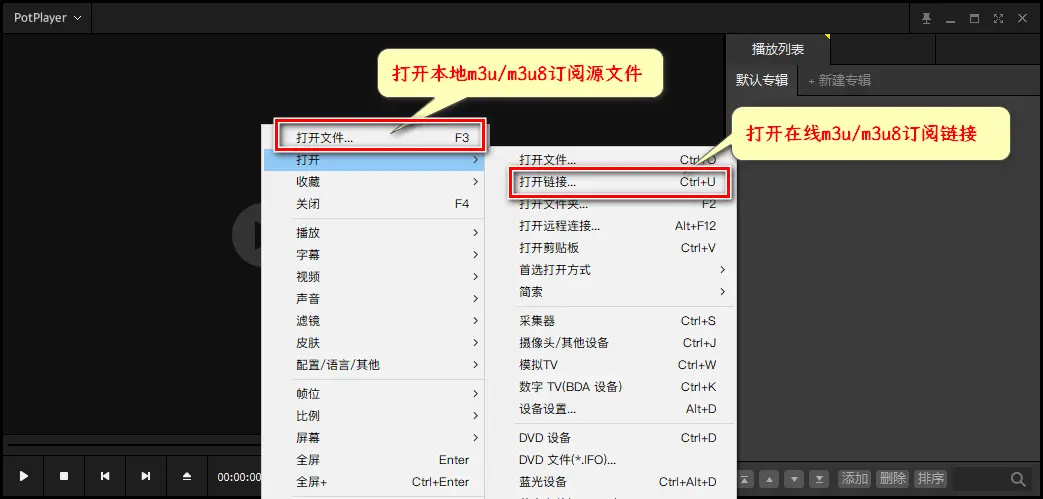 PotPlayer
播放列表
默认专辑
+ 新建专辑
打开本地m3u/m3u8订阅源文件
打开在线m3u/m3u8订阅链接
打开文件... F3
打开
收藏
关闭 F4
播放
字幕
视频
声音
滤镜
皮肤
配置/语言/其他
帧位
比例
屏幕
全屏 Enter
全屏+ Ctrl+Enter
打开文件... Ctrl+O
打开链接... Ctrl+U
打开文件夹... F2
打开远程连接... Alt+F12
打开剪贴板 Ctrl+V
首选打开方式
简索
采集器 Ctrl+S
摄像头/其他设备 Ctrl+J
模拟TV Ctrl+W
数字 TV(BDA 设备) Ctrl+K
设备设置... Alt+D
DVD 设备 Ctrl+D
DVD 文件(*.IFO)...
蓝光设备 Ctrl+Alt+D
00:00:00
添加 删除 排序